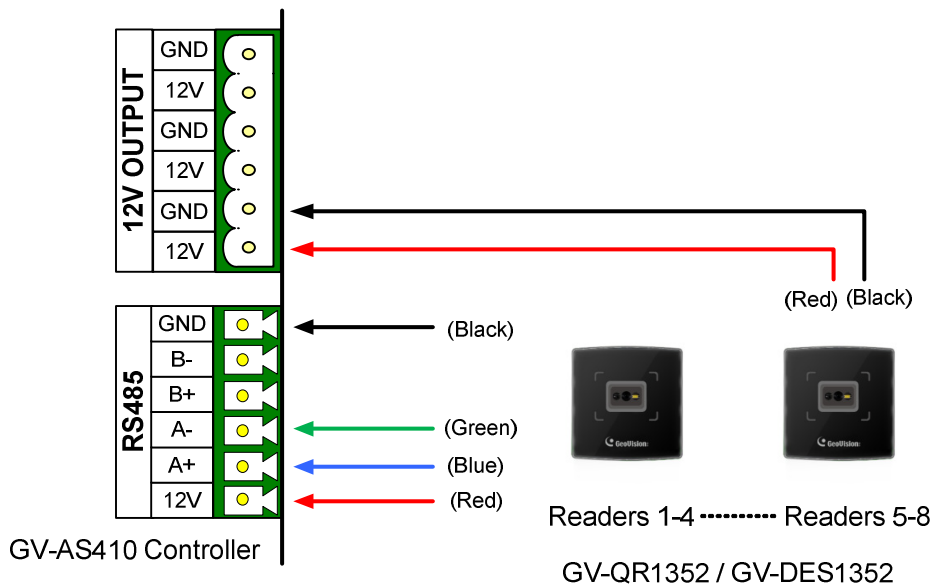 12V OUTPUT
GND
12V
GND
12V
GND
12V
(Red) (Black)
RS485
GND
B-
B+
A-
A+
12V
(Black)
(Green)
(Blue)
(Red)
GeoVision
GeoVision
Readers 1-4 --------- Readers 5-8
GV-AS410 Controller
GV-QR1352 / GV-DES1352